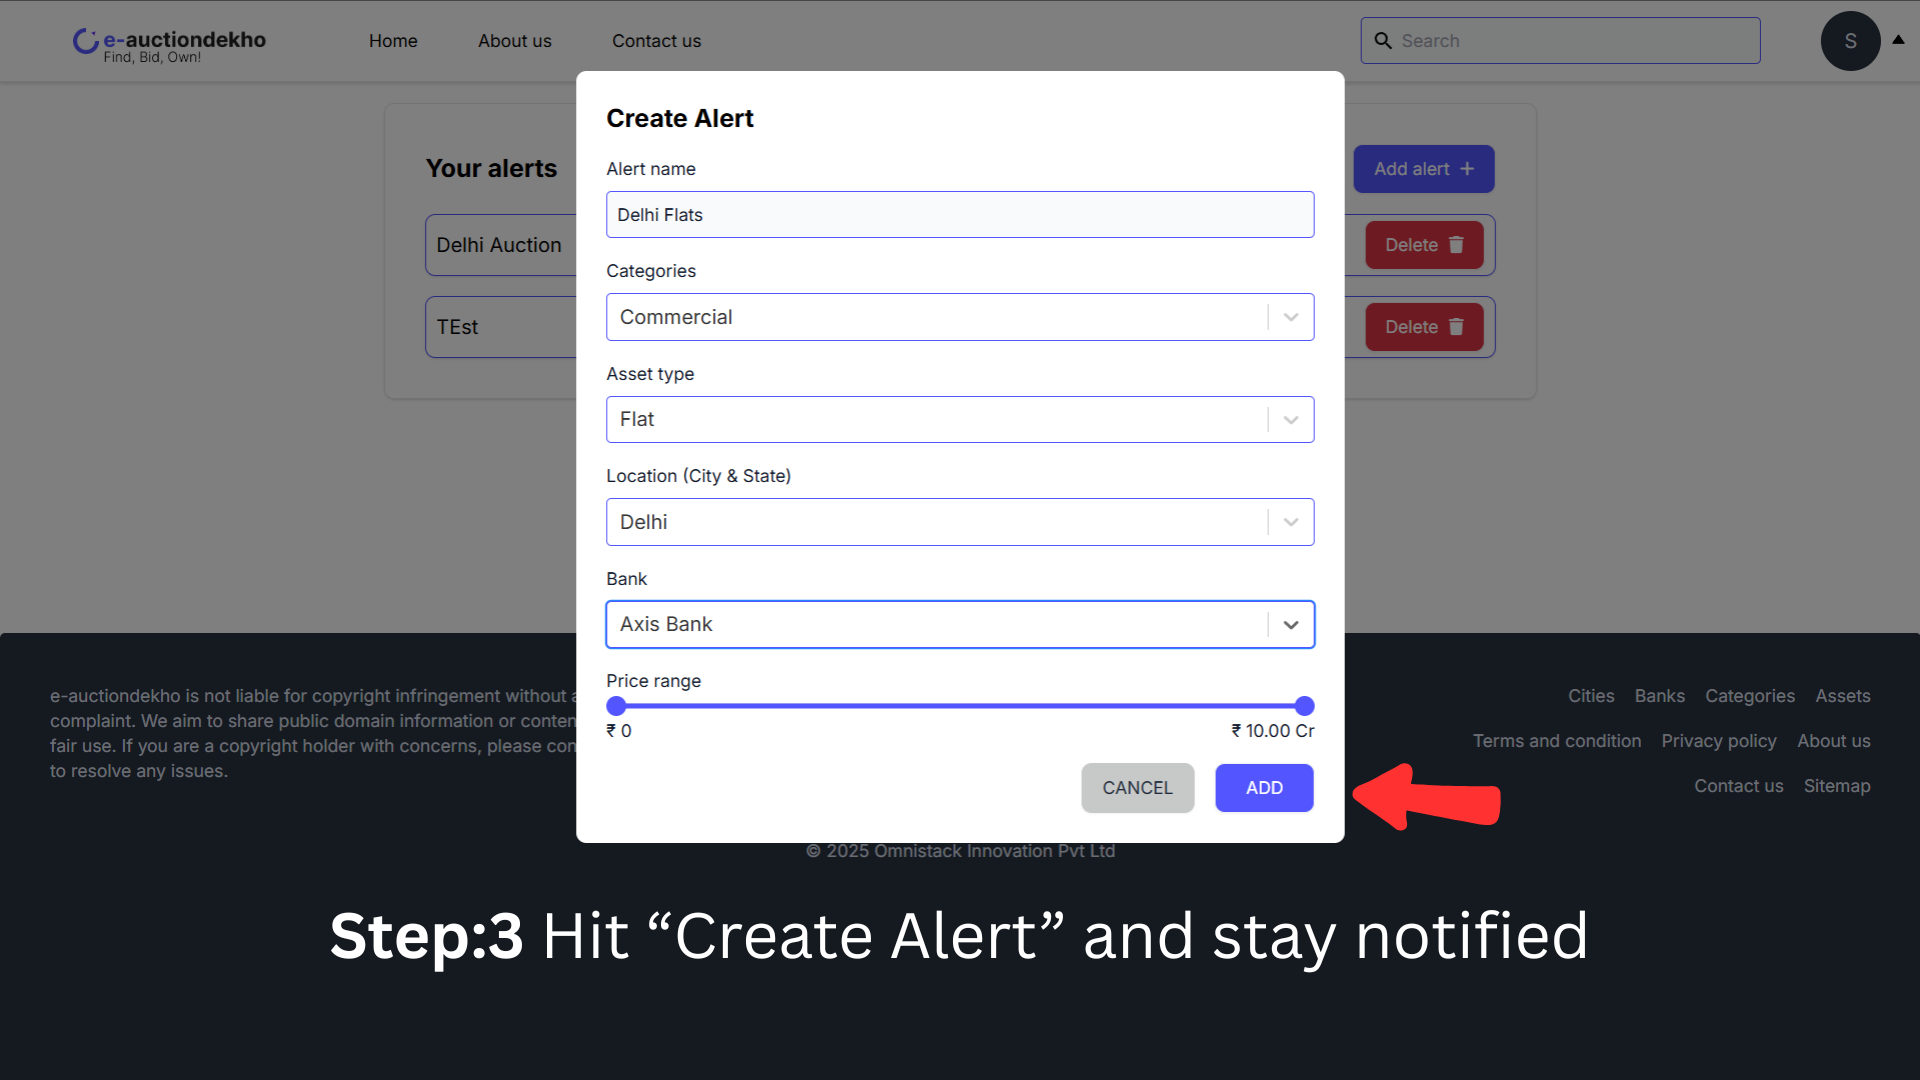 e-auctiondekho
Find, Bid, Own!
Home
About us
Contact us
Search
S
Create Alert
Alert name
Delhi Flats
Categories
Commercial
Asset type
Flat
Location (City & State)
Delhi
Bank
Axis Bank
Price range
₹ 0
₹ 10.00 Cr
CANCEL
ADD
Your alerts
Add alert +
Delhi Auction
Delete
TEst
Delete
e-auctiondekho is not liable for copyright infringement without
complaint. We aim to share public domain information or conten
fair use. If you are a copyright holder with concerns, please con
to resolve any issues.
Cities Banks Categories Assets
Terms and condition Privacy policy About us
Contact us Sitemap
© 2025 Omnistack Innovation Pvt Ltd
Step:3 Hit “Create Alert” and stay notified